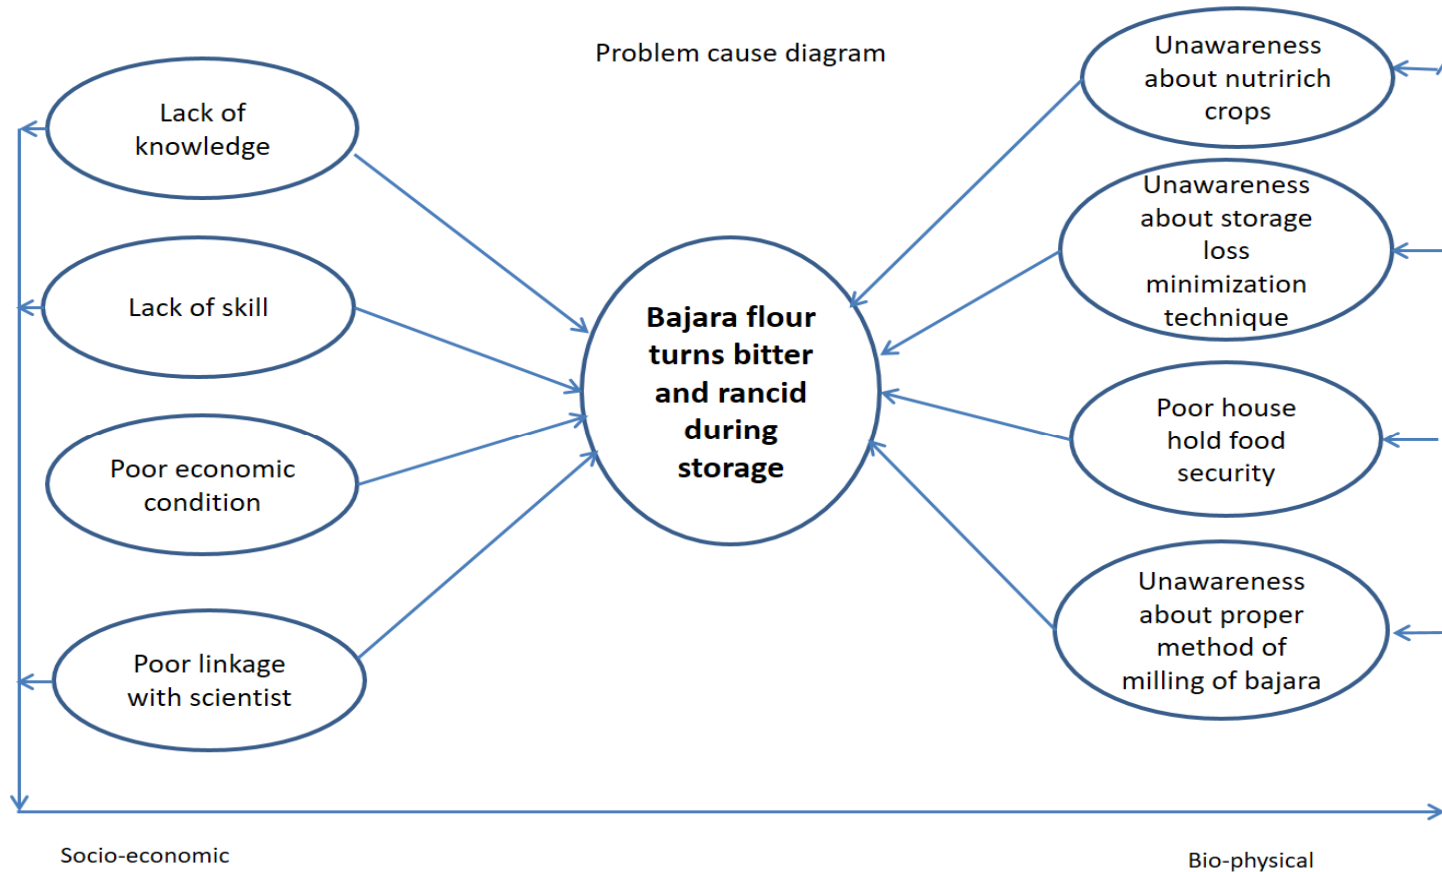 Problem cause diagram
Lack of
knowledge
Lack of skill
Poor economic
condition
Poor linkage
with scientist
Bajara flour
turns bitter
and rancid
during
storage
Unawareness
about nutririch
crops
Unawareness
about storage
loss
minimization
technique
Poor house
hold food
security
Unawareness
about proper
method of
milling of bajara
Socio-economic
Bio-physical